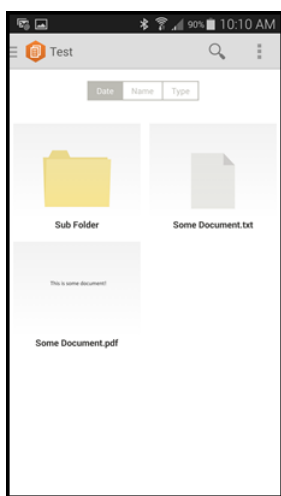 90% 10:10 AM
Test
Date Name Type
Sub Folder Some Document.txt
This is some document!
Some Document.pdf